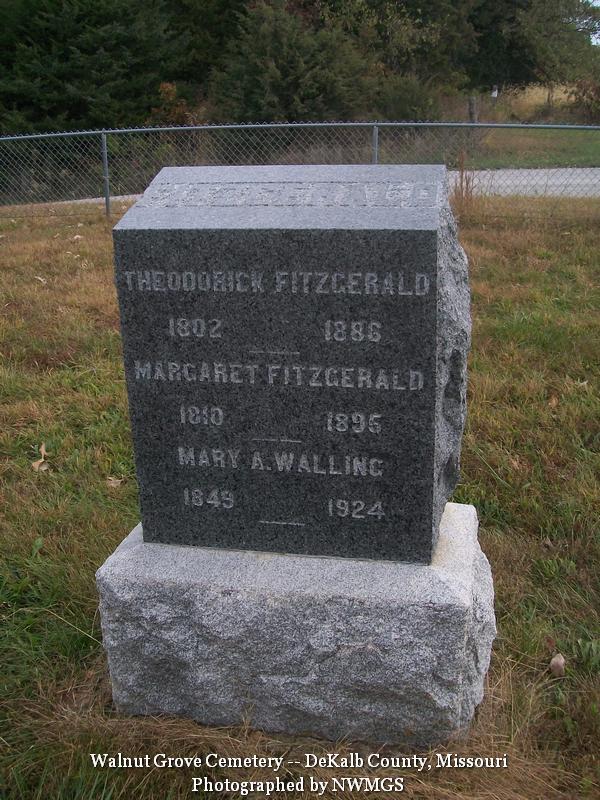 FITZGERALD
THEODORICK FITZGERALD
1802 1886
MARGARET FITZGERALD
1810 1895
MARY A. WALLING
1849 1924
Walnut Grove Cemetery -- DeKalb County, Missouri
Photographed by NWMGS